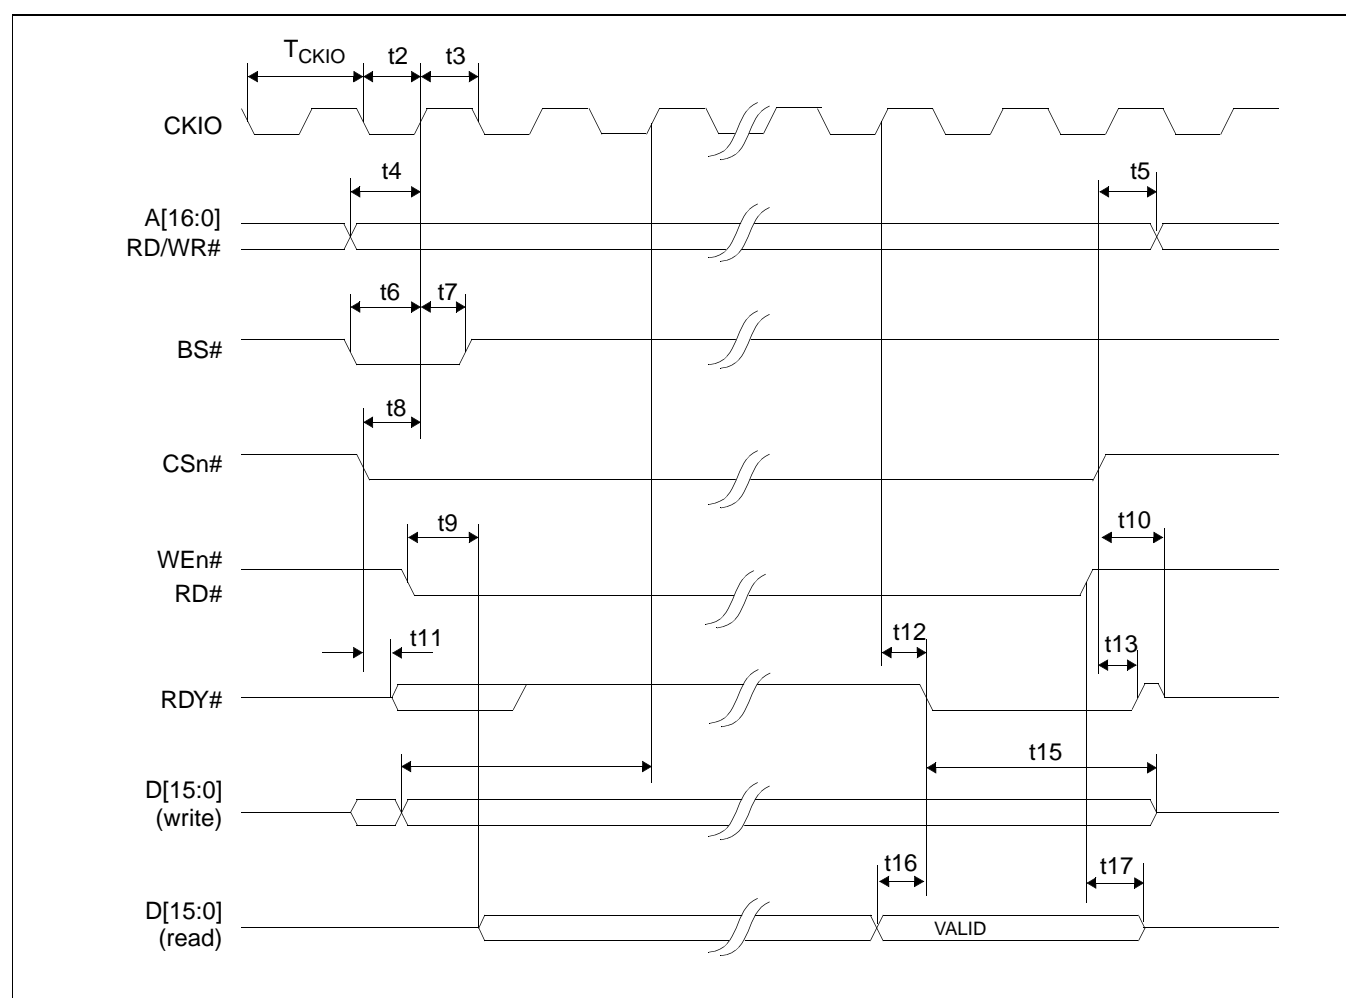 T_CKIO t2 t3
CKIO
t4 t5
A[16:0]
RD/WR#
t6 t7
BS#
t8
CSn#
t9 t10
WEn#
RD#
t11 t12 t13
RDY#
t15
D[15:0]
(write)
t16 t17
D[15:0]
(read)
VALID